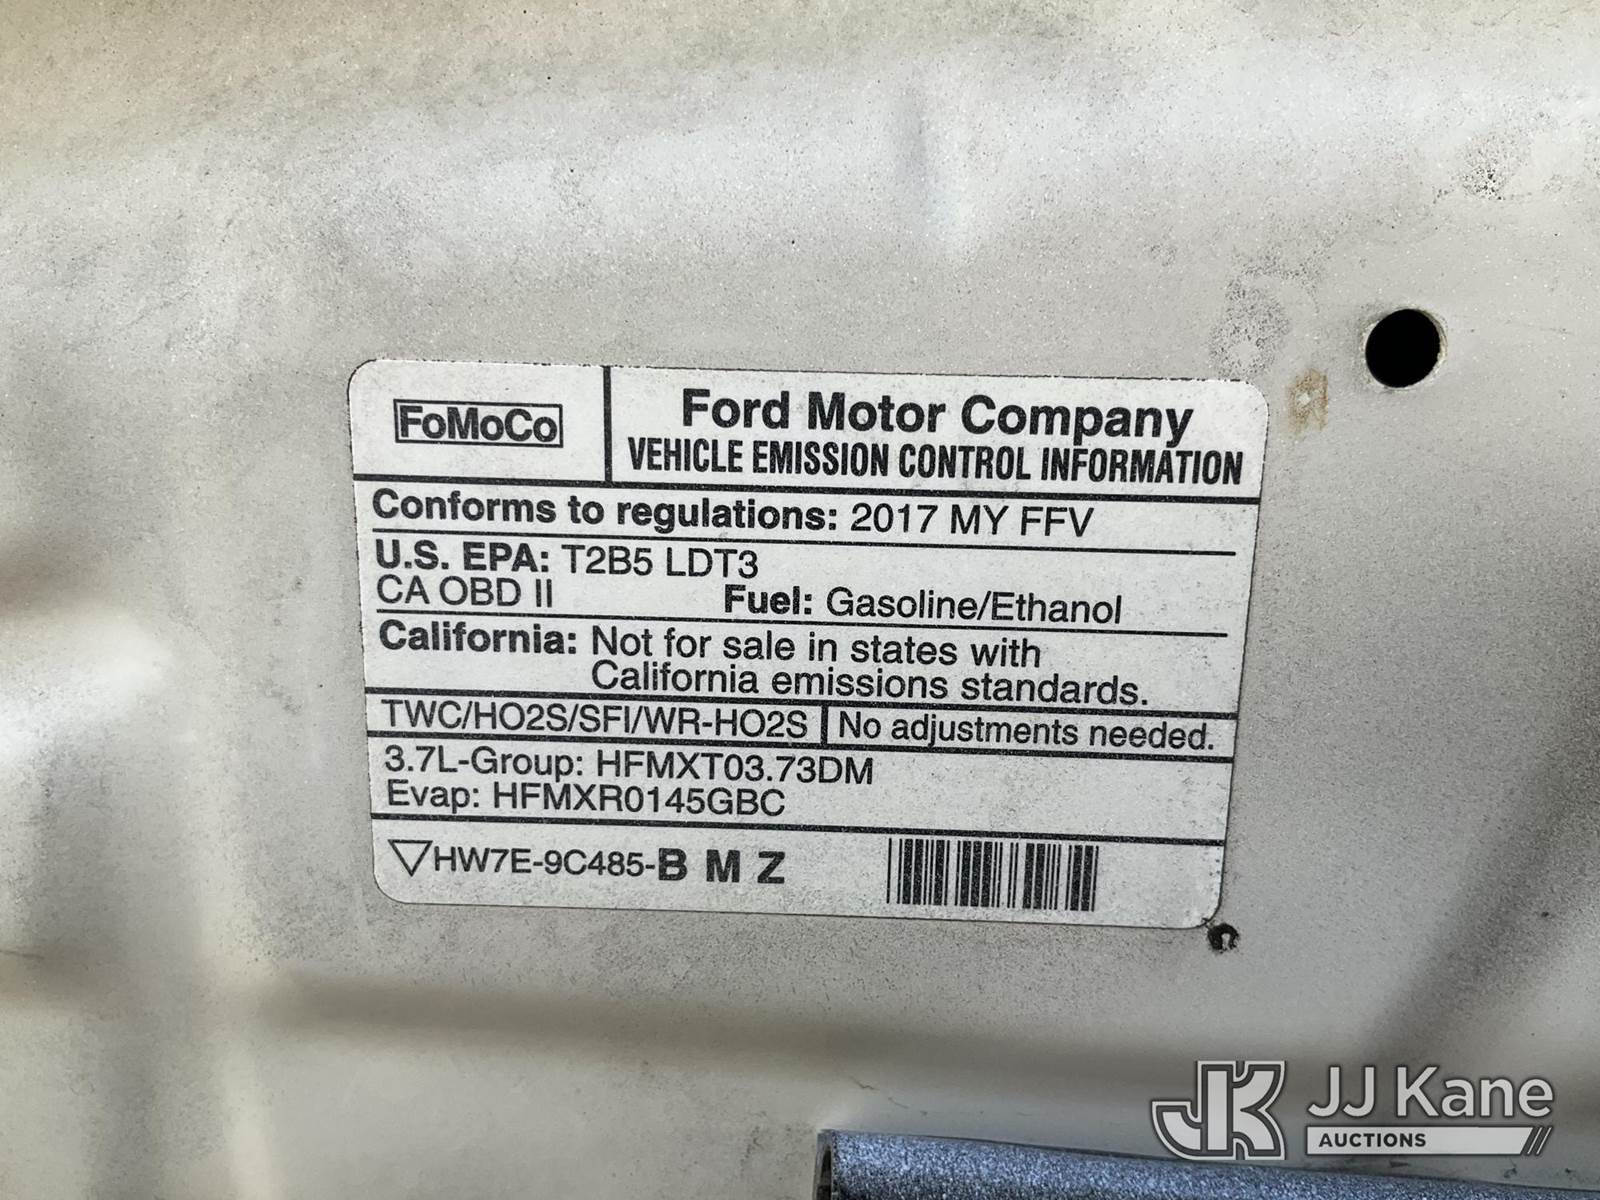 FoMoCo
Ford Motor Company
VEHICLE EMISSION CONTROL INFORMATION
Conforms to regulations: 2017 MY FFV
U.S. EPA: T2B5 LDT3
CA OBD II Fuel: Gasoline/Ethanol
California: Not for sale in states with
California emissions standards.
TWC/HO2S/SFI/WR-HO2S No adjustments needed.
3.7L-Group: HFMXT03.73DM
Evap: HFMXR0145GBC
HW7E-9C485-B M Z
JK JJ Kane
AUCTIONS